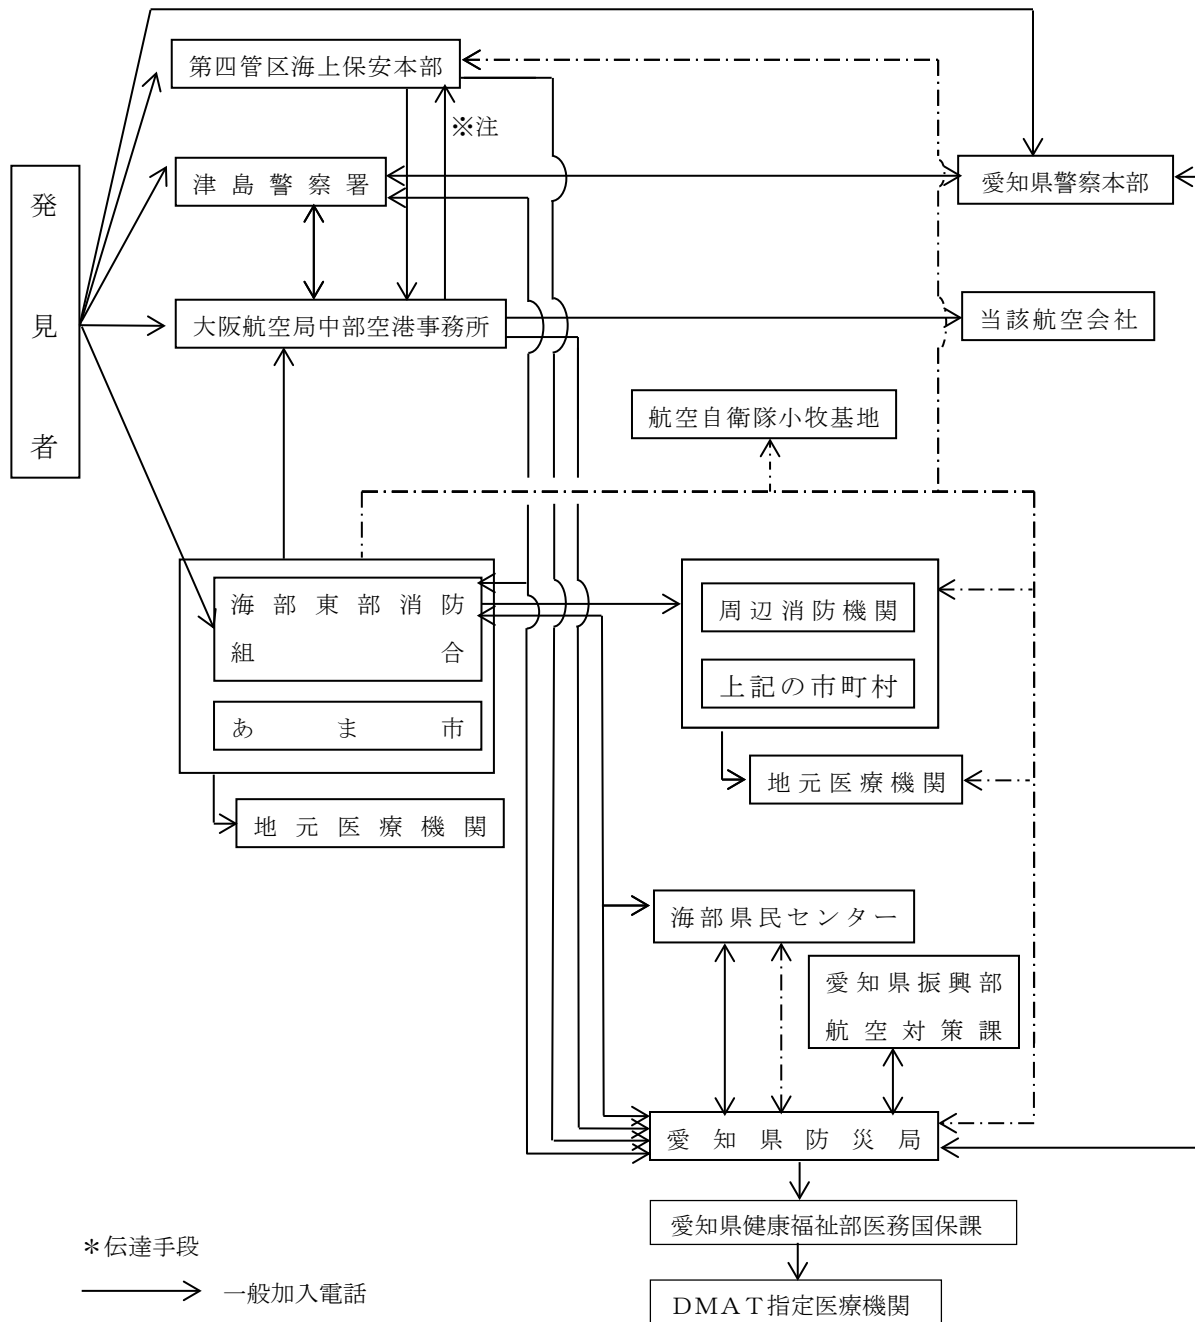 第四管区海上保安本部
※注
津島警察署
愛知県警察本部
発見者
大阪航空局中部空港事務所
当該航空会社
航空自衛隊小牧基地
海部東部消防
組合
周辺消防機関
上記の市町村
あま市
地元医療機関
地元医療機関
海部県民センター
愛知県振興部
航空対策課
愛知県防災局
愛知県健康福祉部医務国保課
DMAT指定医療機関
*伝達手段
一般加入電話